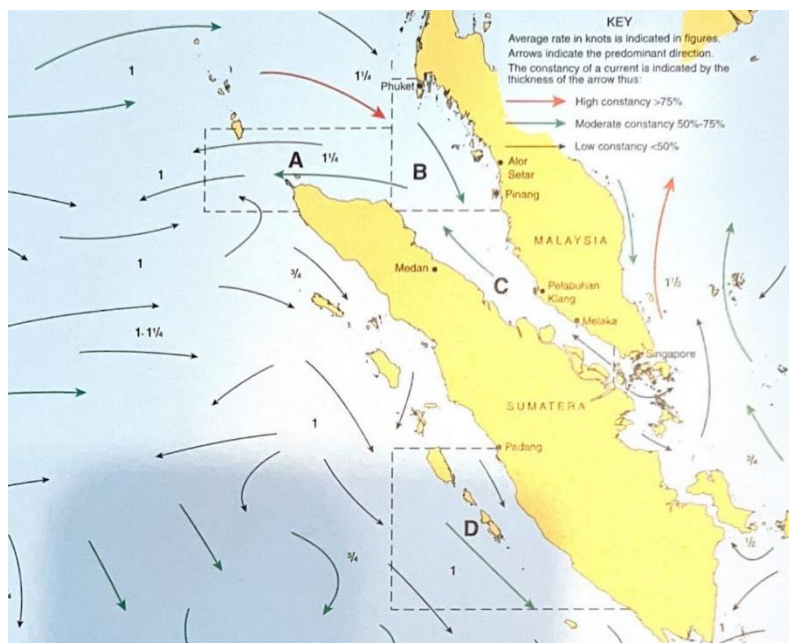 KEY
Average rate in knots is indicated in figures.
Arrows indicate the predominant direction.
The constancy of a current is indicated by the
thickness of the arrow thus:
High constancy >75%
Moderate constancy 50%-75%
Low constancy <50%
1
1¼
Phuket
A
1¼
B
Alor
Setar
Pinang
1
MALAYSIA
1
¾
Medan
C
Pelabuhan
Klang
1½
Melaka
1-1¼
Singapore
SUMATERA
1
Padang
¾
D
½
¾
1
1